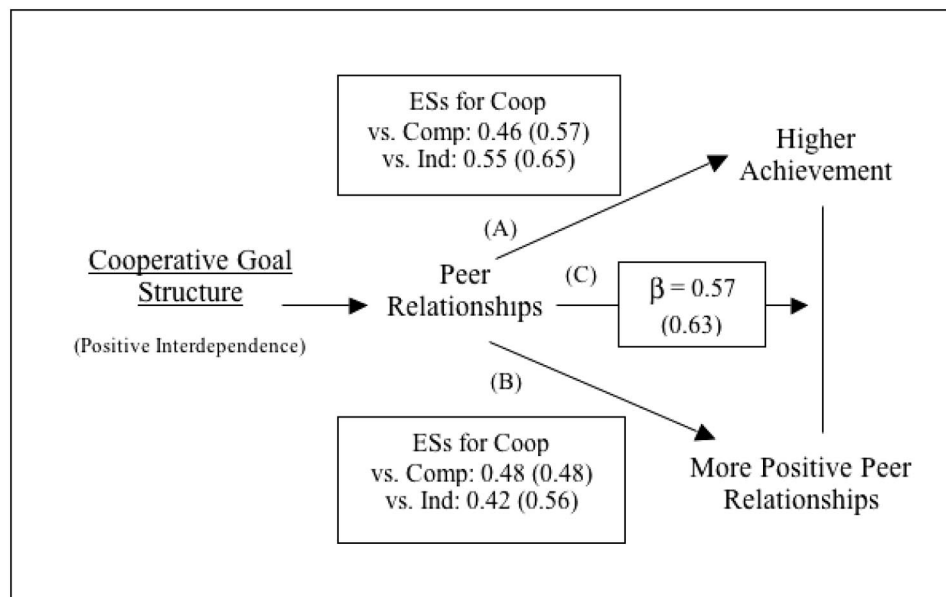 ESs for Coop
vs. Comp: 0.46 (0.57)
vs. Ind: 0.55 (0.65)
Higher
Achievement
(A)
Cooperative Goal
Structure
(Positive Interdependence)
Peer
Relationships
(C)
β = 0.57
(0.63)
(B)
ESs for Coop
vs. Comp: 0.48 (0.48)
vs. Ind: 0.42 (0.56)
More Positive Peer
Relationships